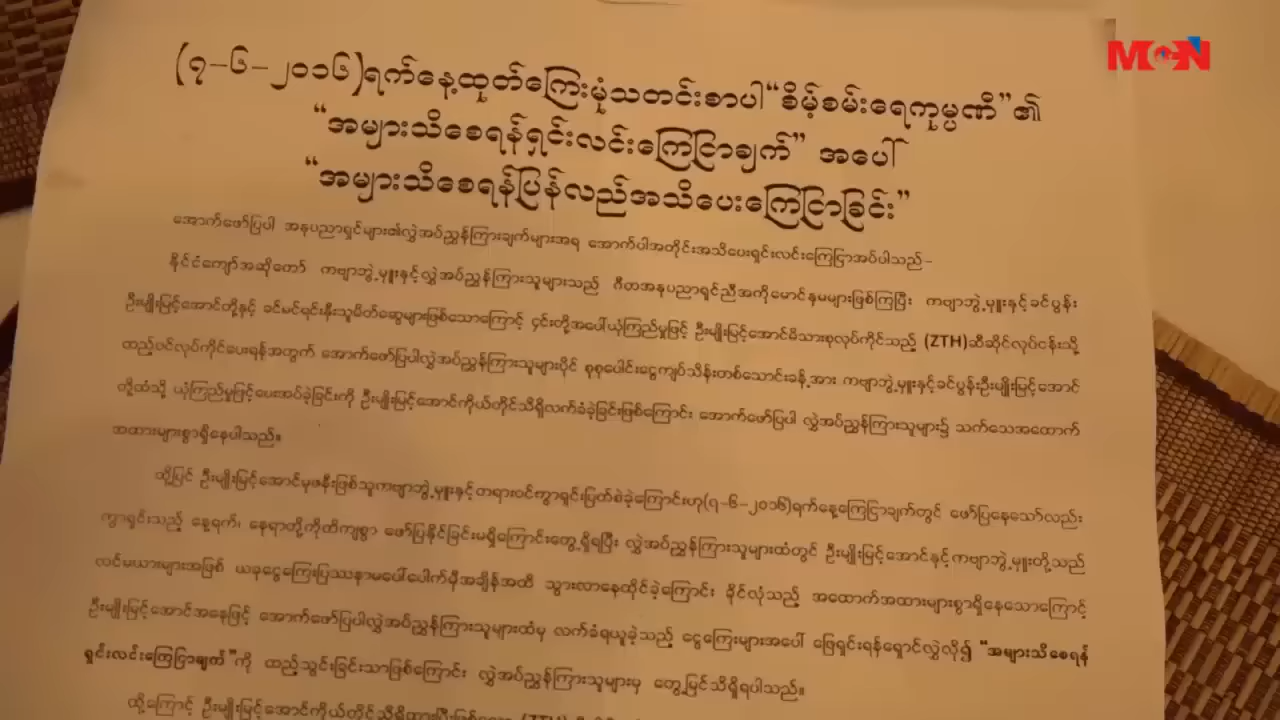 MCN
(၇-၆-၂၀၁၆)ရက်နေ့ထုတ်ကြေးမုံသတင်းစာပါ“စိမ့်စမ်းရေကုမ္ပဏီ”၏
“အများသိစေရန်ရှင်းလင်းကြေငြာချက်” အပေါ်
“အများသိစေရန်ပြန်လည်အသိပေးကြေငြာခြင်း”
အောက်ဖော်ပြပါ အနုပညာရှင်များ၏လွှဲအပ်ညွှန်ကြားချက်များအရ အောက်ပါအတိုင်းအသိပေးရှင်းလင်းကြေငြာအပ်ပါသည်-
နိုင်ငံကျော်အဆိုတော် ကဗျာဘွဲ့မှူးနှင့်လွှဲအပ်ညွှန်ကြားသူများသည် ဂီတအနုပညာရှင်ညီအကိုမောင်နှမများဖြစ်ကြပြီး ကဗျာဘွဲ့မှူးနှင့်ခင်ပွန်း
ဦးမျိုးမြင့်အောင်တို့နှင့် ခင်မင်ရင်းနှီးသူမိတ်ဆွေများဖြစ်သောကြောင့် ၎င်းတို့အပေါ်ယုံကြည်မှုဖြင့် ဦးမျိုးမြင့်အောင်မိသားစုလုပ်ကိုင်သည့် (ZTH)ဆီဆိုင်လုပ်ငန်းသို့
ထည့်ဝင်လုပ်ကိုင်ပေးရန်အတွက် အောက်ဖော်ပြပါလွှဲအပ်ညွှန်ကြားသူများပိုင် စုစုပေါင်းငွေကျပ်သိန်းတစ်သောင်းခန့်အား ကဗျာဘွဲ့မှူးနှင့်ခင်ပွန်းဦးမျိုးမြင့်အောင်
တို့ထံသို့ ယုံကြည်မှုဖြင့်ပေးအပ်ခဲ့ခြင်းကို ဦးမျိုးမြင့်အောင်ကိုယ်တိုင်သိရှိလက်ခံခဲ့ခြင်းဖြစ်ကြောင်း အောက်ဖော်ပြပါ လွှဲအပ်ညွှန်ကြားသူများ၌ သက်သေအထောက်
အထားများစွာရှိနေပါသည်။
ထို့ပြင် ဦးမျိုးမြင့်အောင်မှဇနီးဖြစ်သူကဗျာဘွဲ့မှူးနှင့်တရားဝင်ကွာရှင်းပြတ်စဲခဲ့ကြောင်းဟု(၇-၆-၂၀၁၆)ရက်နေ့ကြေငြာချက်တွင် ဖော်ပြနေသော်လည်း
ကွာရှင်းသည့် နေ့ရက်၊ နေရာတို့ကိုတိကျစွာ ဖော်ပြနိုင်ခြင်းမရှိကြောင်းတွေ့ရှိရပြီး လွှဲအပ်ညွှန်ကြားသူများထံတွင် ဦးမျိုးမြင့်အောင်နှင့်ကဗျာဘွဲ့မှူးတို့သည်
လင်မယားများအဖြစ် ယခုငွေကြေးပြဿနာမပေါ်ပေါက်မီအချိန်အထိ သွားလာနေထိုင်ခဲ့ကြောင်း ခိုင်လုံသည့် အထောက်အထားများစွာရှိနေသောကြောင့်
ဦးမျိုးမြင့်အောင်အနေဖြင့် အောက်ဖော်ပြပါလွှဲအပ်ညွှန်ကြားသူများထံမှ လက်ခံရယူခဲ့သည့် ငွေကြေးများအပေါ် ဖြေရှင်းရန်ရှောင်လွှဲလို၍ “အများသိစေရန်
ရှင်းလင်းကြေငြာချက်”ကို ထည့်သွင်းခြင်းသာဖြစ်ကြောင်း လွှဲအပ်ညွှန်ကြားသူများမှ တွေ့မြင်သိရှိရပါသည်။
ထို့ကြောင့် ဦးမျိုးမြင့်အောင်ကိုယ်တိုင်သိရှိထားပြီးဖြစ်သော (ZTH)